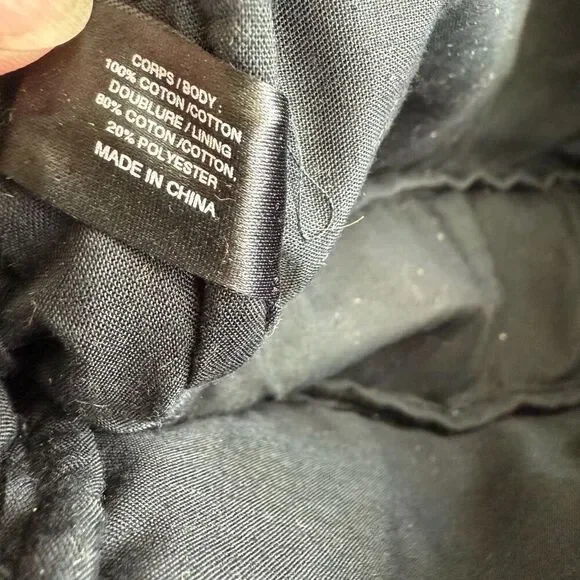 CORPS / BODY.
100% COTON / COTTON
DOUBLURE / LINING
80% COTON / COTTON.
20% POLYESTER
MADE IN CHINA